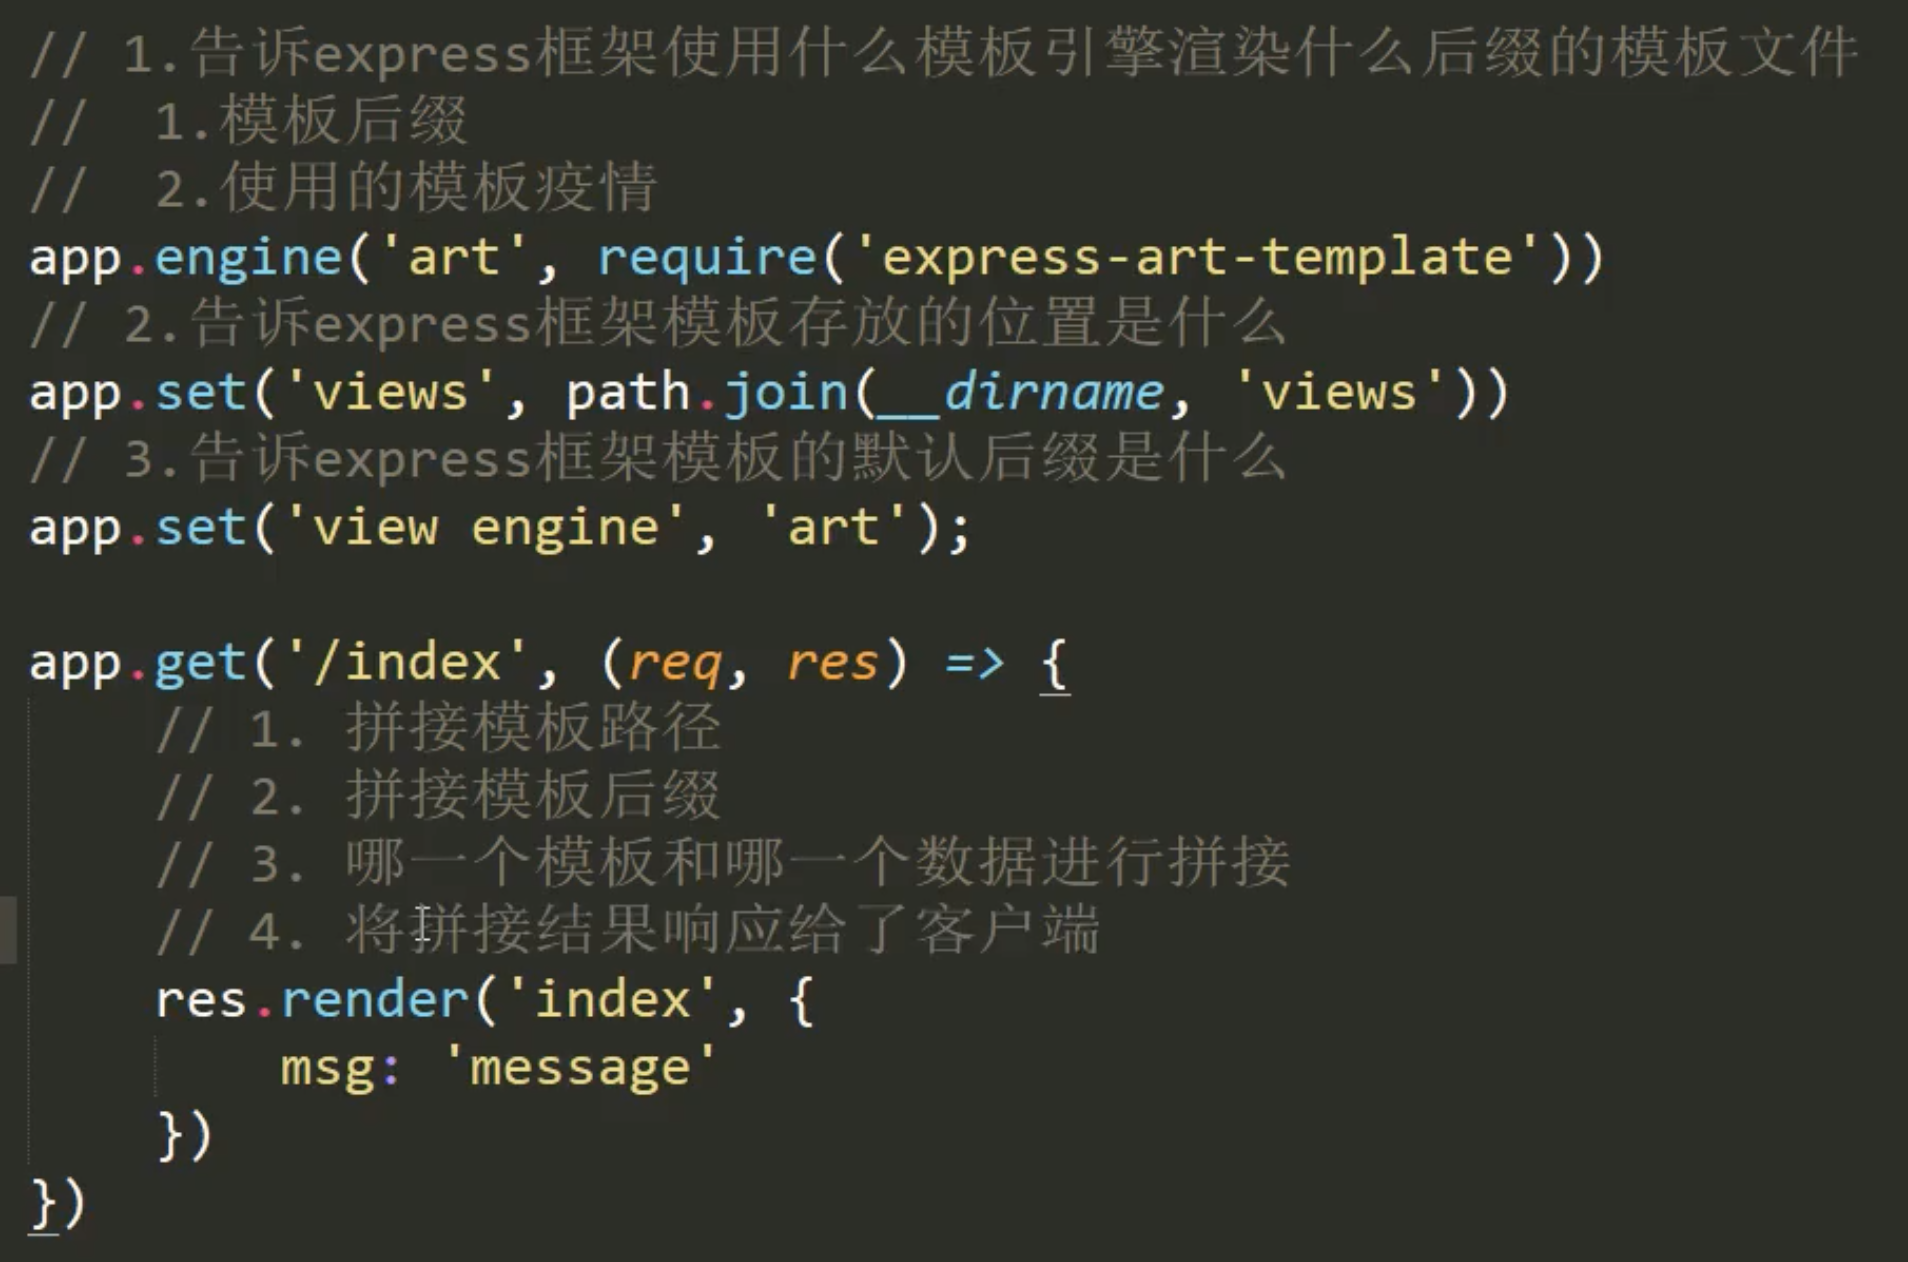 // 1.告诉express框架使用什么模板引擎渲染什么后缀的模板文件
//  1.模板后缀
//  2.使用的模板疫情
app.engine('art', require('express-art-template'))
// 2.告诉express框架模板存放的位置是什么
app.set('views', path.join(__dirname, 'views'))
// 3.告诉express框架模板的默认后缀是什么
app.set('view engine', 'art');

app.get('/index', (req, res) => {
    // 1. 拼接模板路径
    // 2. 拼接模板后缀
    // 3. 哪一个模板和哪一个数据进行拼接
    // 4. 将拼接结果响应给了客户端
    res.render('index', {
        msg: 'message'
    })
})